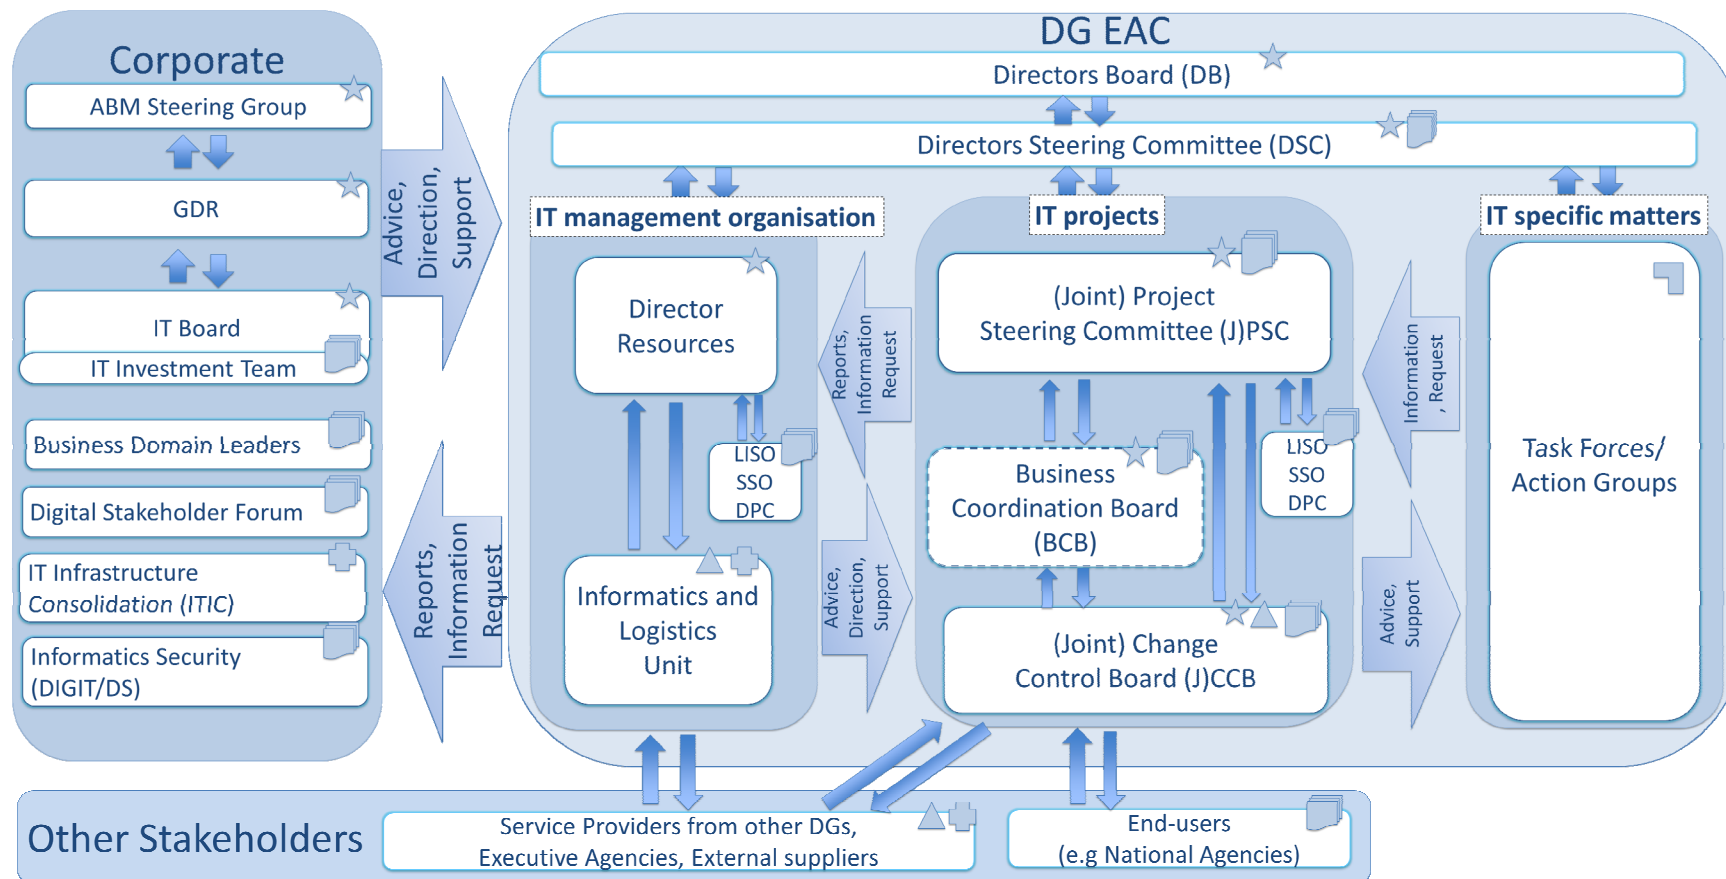 Corporate
ABM Steering Group
GDR
IT Board
IT Investment Team
Business Domain Leaders
Digital Stakeholder Forum
IT Infrastructure
Consolidation (ITIC)
Informatics Security
(DIGIT/DS)
Advice,
Direction,
Support
Reports,
Information
Request
DG EAC
Directors Board (DB)
Directors Steering Committee (DSC)
IT management organisation
Director
Resources
LISO
SSO
DPC
Informatics and
Logistics
Unit
Reports,
Information
Request
Advice,
Direction,
Support
IT projects
(Joint) Project
Steering Committee (J)PSC
Business
Coordination Board
(BCB)
LISO
SSO
DPC
(Joint) Change
Control Board (J)CCB
Information
, Request
Advice,
Support
IT specific matters
Task Forces/
Action Groups
Other Stakeholders
Service Providers from other DGs,
Executive Agencies, External suppliers
End-users
(e.g National Agencies)